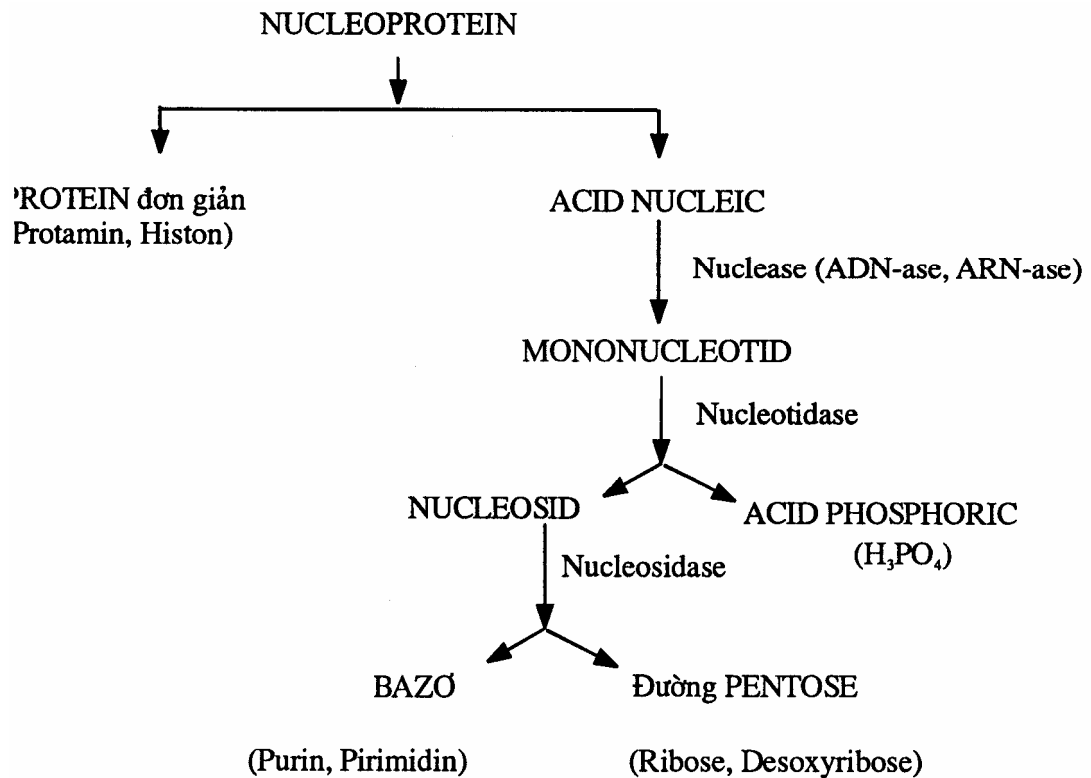 NUCLEOPROTEIN
PROTEIN đơn giản
ACID NUCLEIC
Protamin, Histon)
Nuclease (ADN-ase, ARN-ase)
MONONUCLEOTID
Nucleotidase
NUCLEOSID
ACID PHOSPHORIC
(H₃PO₄)
Nucleosidase
BAZƠ
Đường PENTOSE
(Purin, Pirimidin)
(Ribose, Desoxyribose)